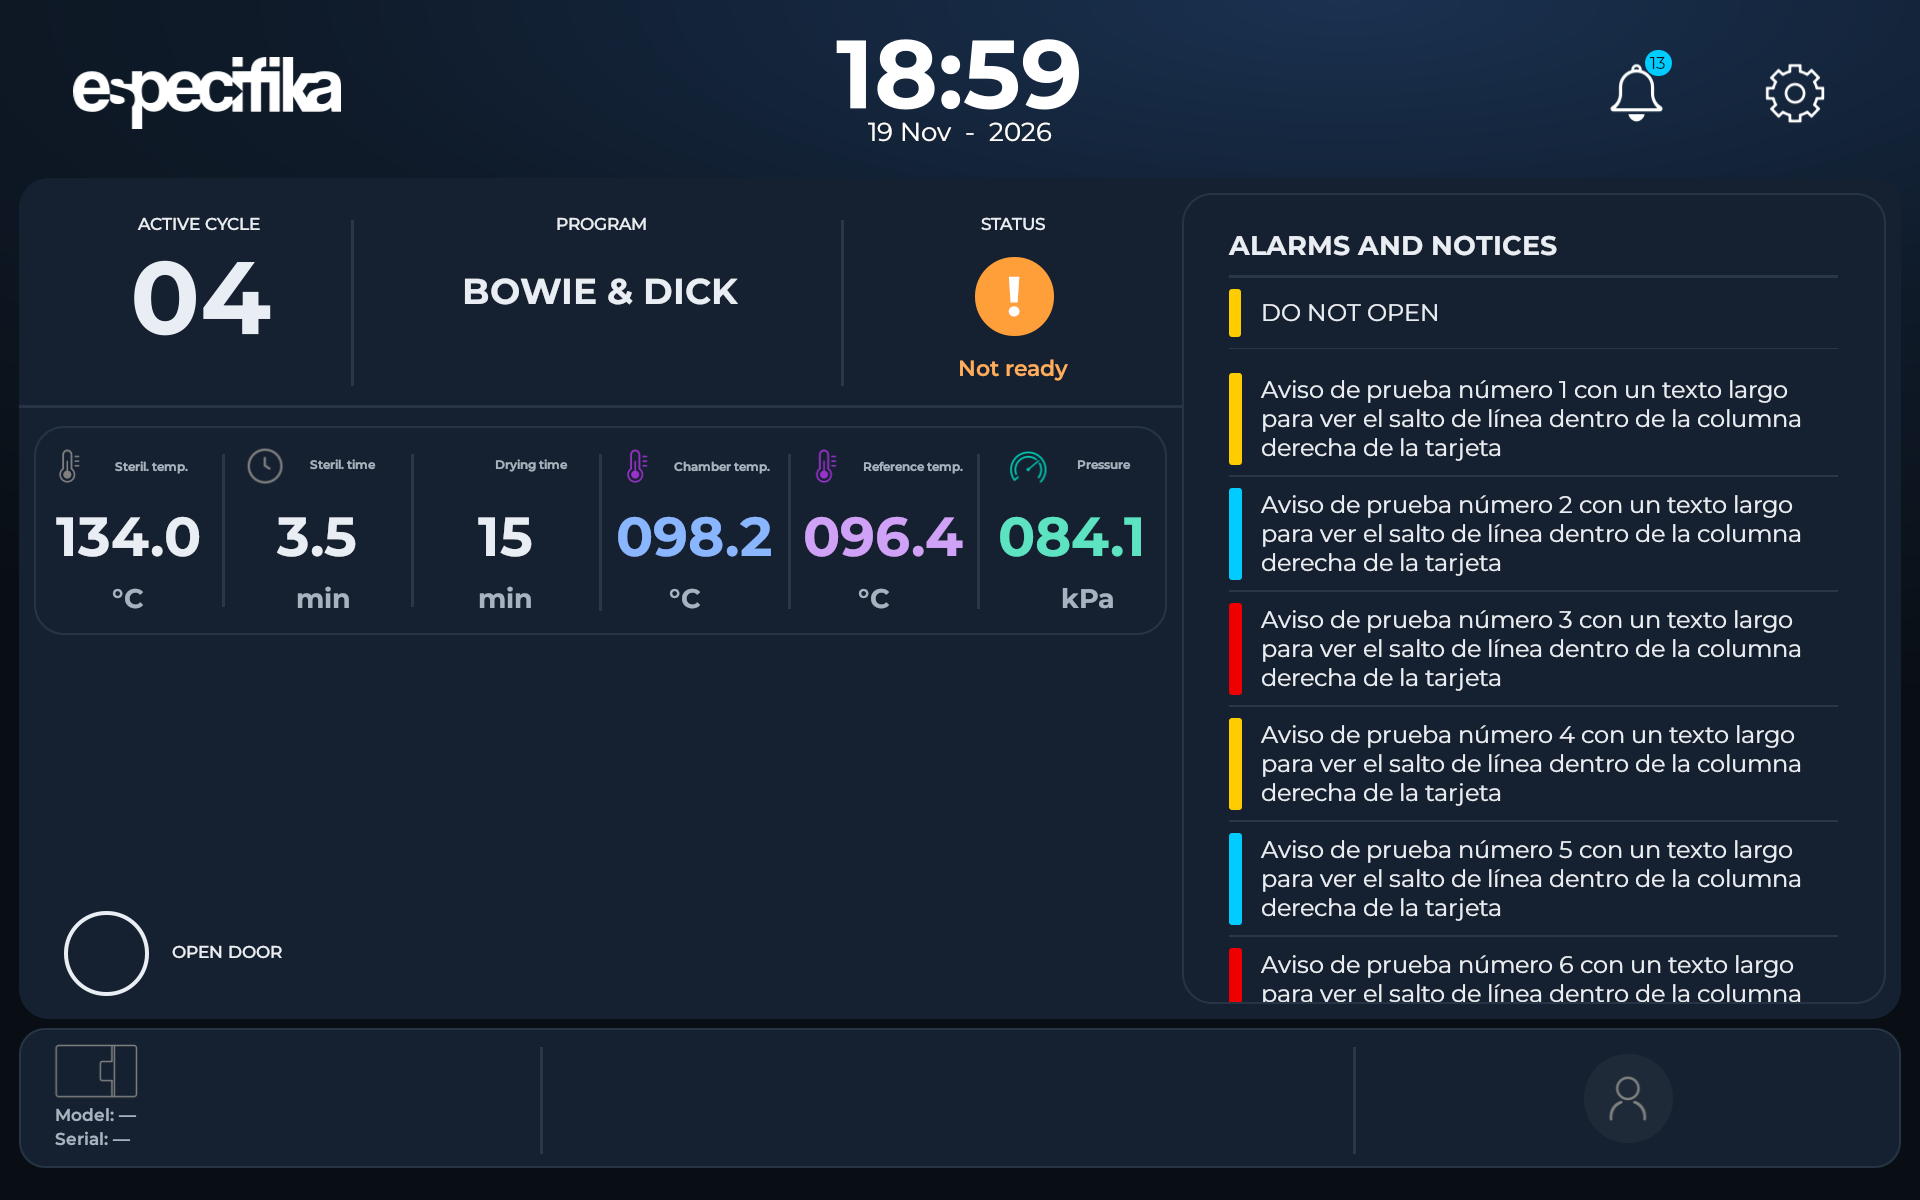 especifika
18:59
19 Nov - 2026
13
ACTIVE CYCLE
04
PROGRAM
BOWIE & DICK
STATUS
!
Not ready
Steril. temp.
134.0
°C
Steril. time
3.5
min
Drying time
15
min
Chamber temp.
098.2
°C
Reference temp.
096.4
°C
Pressure
084.1
kPa
OPEN DOOR
ALARMS AND NOTICES
DO NOT OPEN
Aviso de prueba número 1 con un texto largo
para ver el salto de línea dentro de la columna
derecha de la tarjeta
Aviso de prueba número 2 con un texto largo
para ver el salto de línea dentro de la columna
derecha de la tarjeta
Aviso de prueba número 3 con un texto largo
para ver el salto de línea dentro de la columna
derecha de la tarjeta
Aviso de prueba número 4 con un texto largo
para ver el salto de línea dentro de la columna
derecha de la tarjeta
Aviso de prueba número 5 con un texto largo
para ver el salto de línea dentro de la columna
derecha de la tarjeta
Aviso de prueba número 6 con un texto largo
para ver el salto de línea dentro de la columna
Model: —
Serial: —